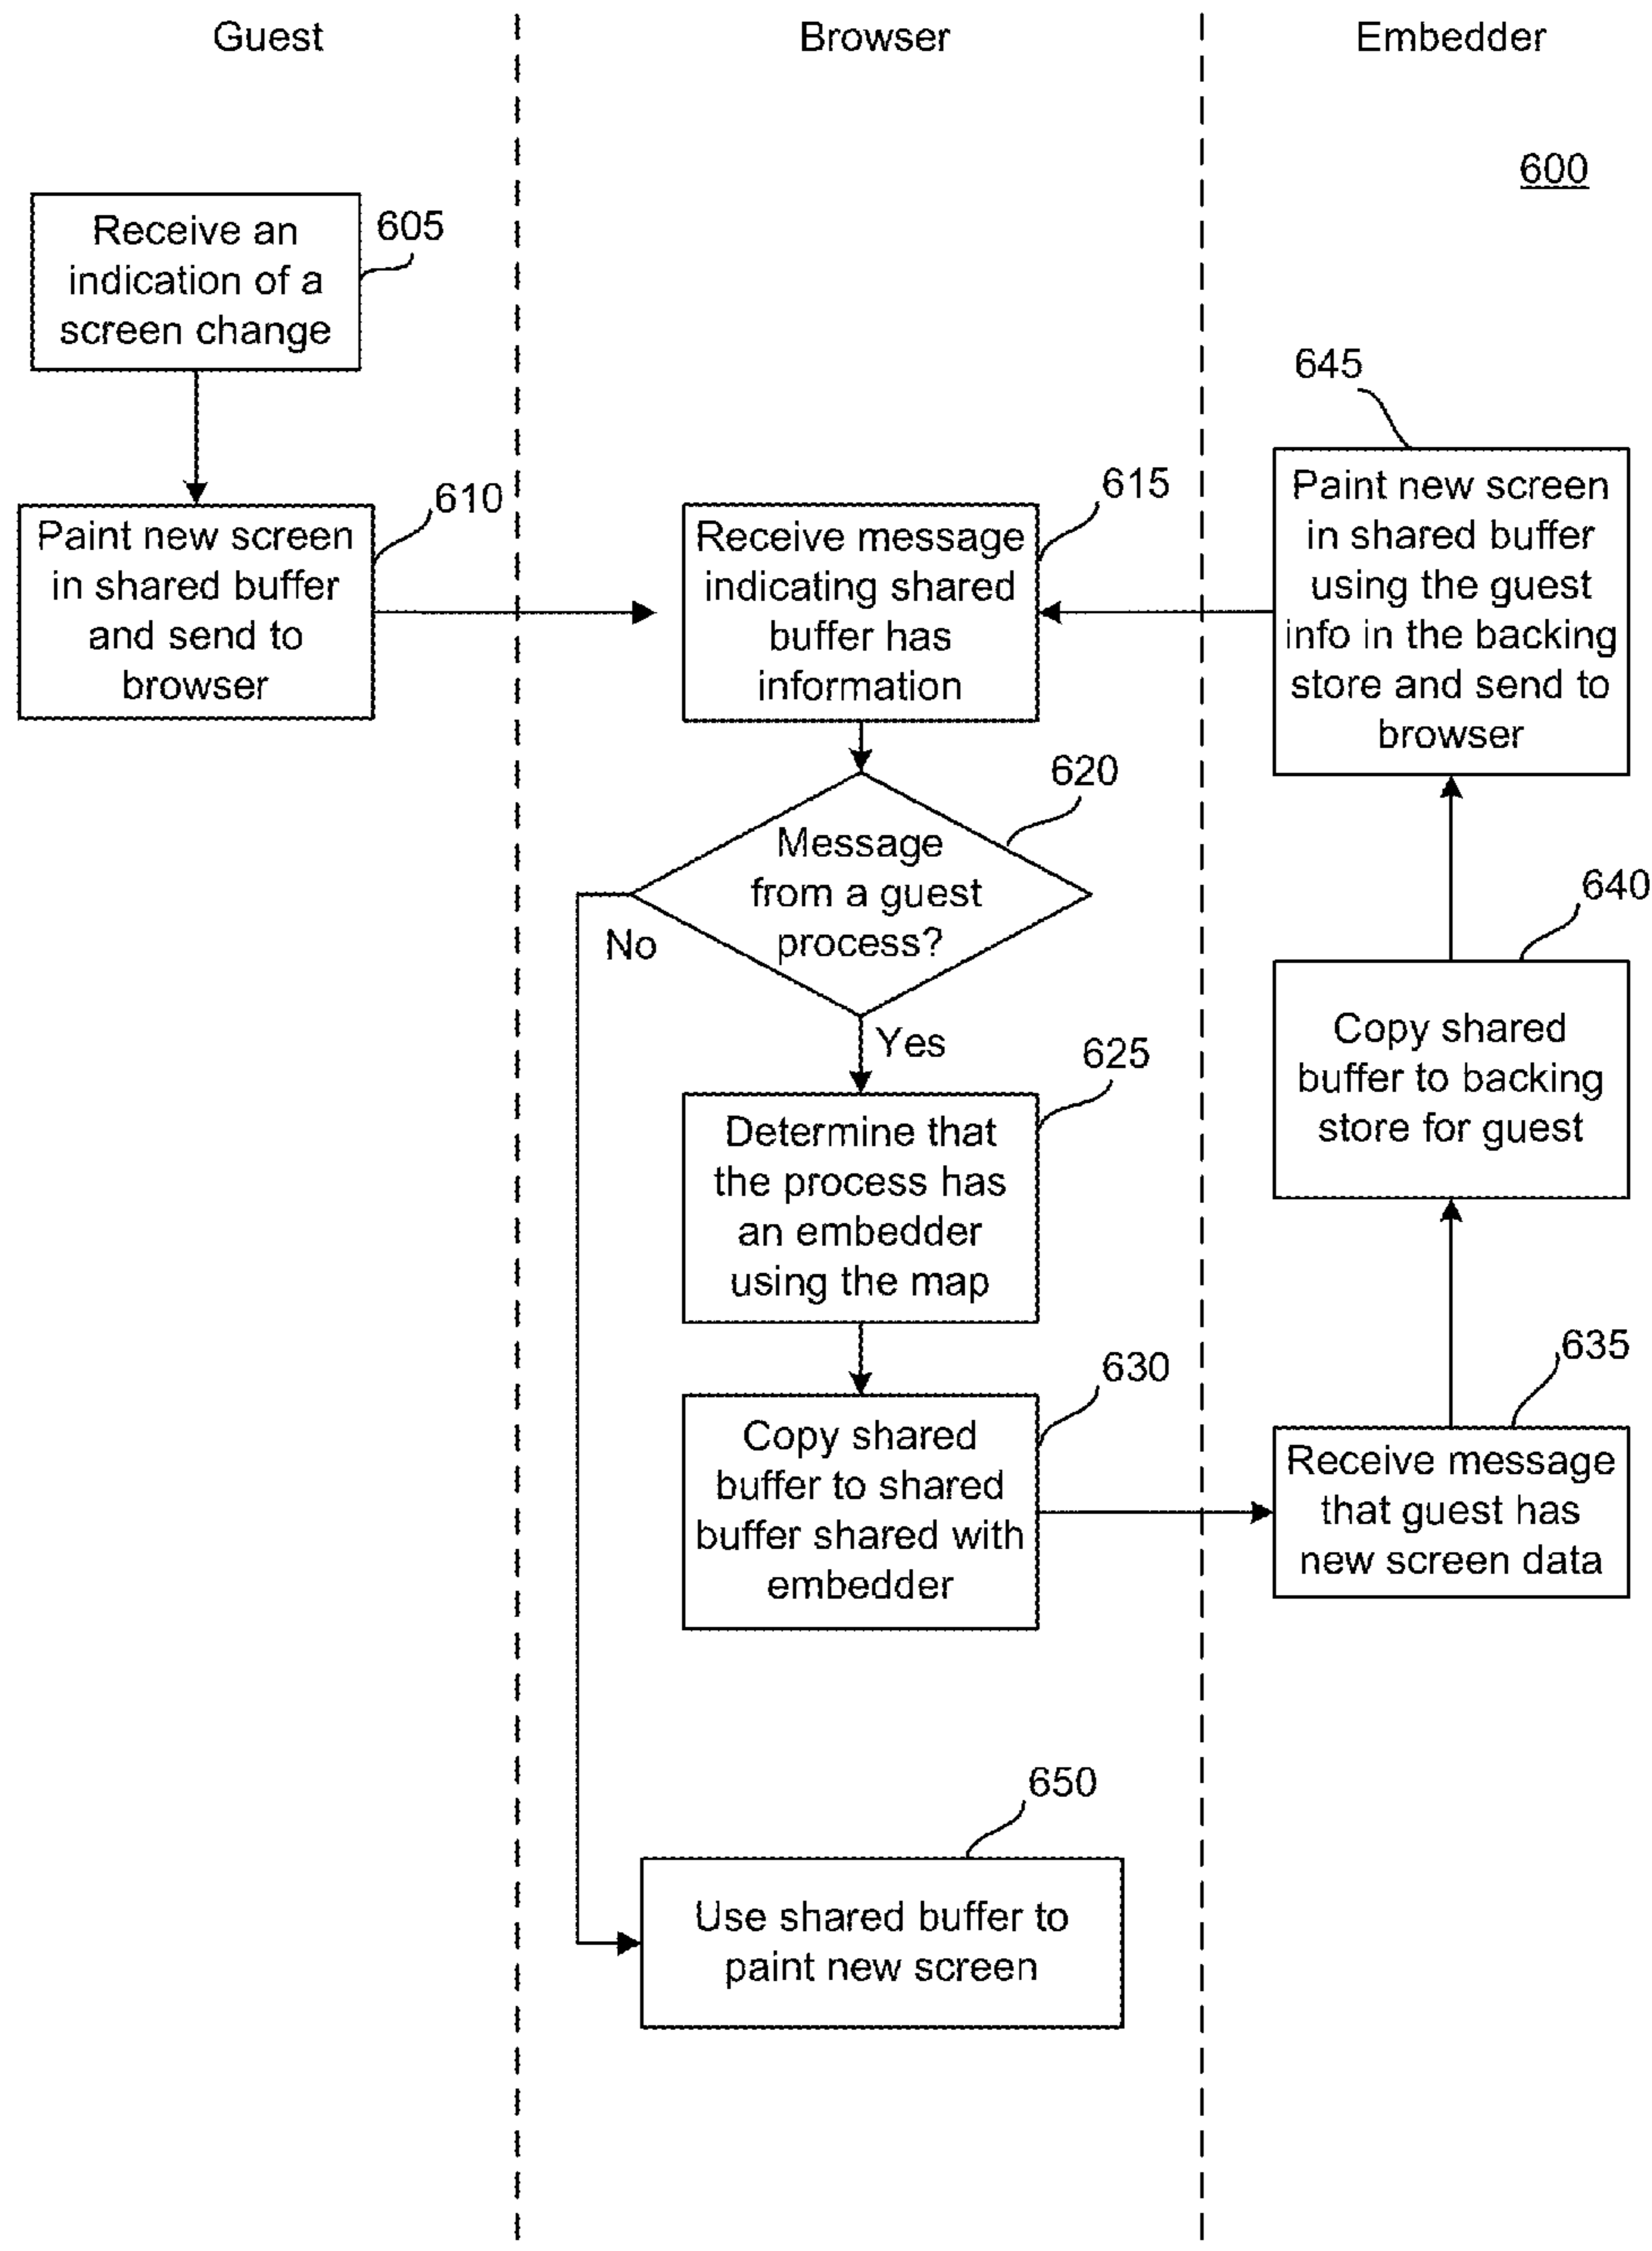 Guest
Browser
Embedder
600
Receive an
indication of a
screen change
605
Paint new screen
in shared buffer
and send to
browser
610
Receive message
indicating shared
buffer has
information
615
Message
from a guest
process?
620
No
Yes
Determine that
the process has
an embedder
using the map
625
Copy shared
buffer to shared
buffer shared with
embedder
630
Receive message
that guest has
new screen data
635
Copy shared
buffer to backing
store for guest
640
Paint new screen
in shared buffer
using the guest
info in the backing
store and send to
browser
645
Use shared buffer to
paint new screen
650